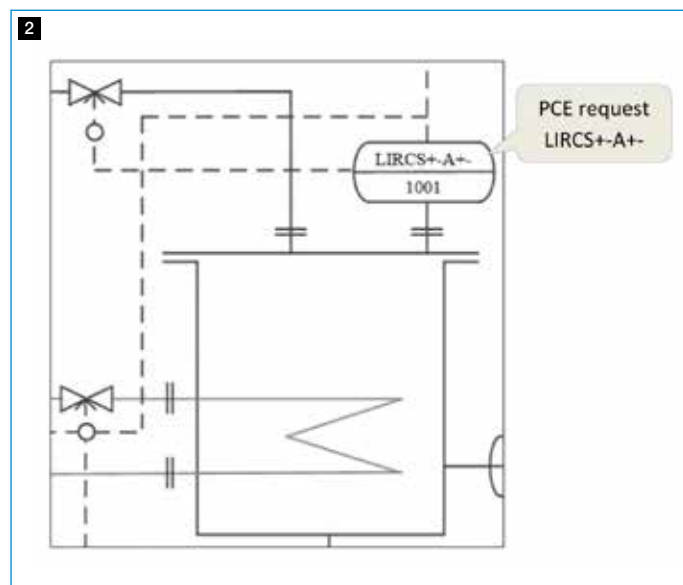 2
LIRCS+-A+-
1001
PCE request
LIRCS+-A+-